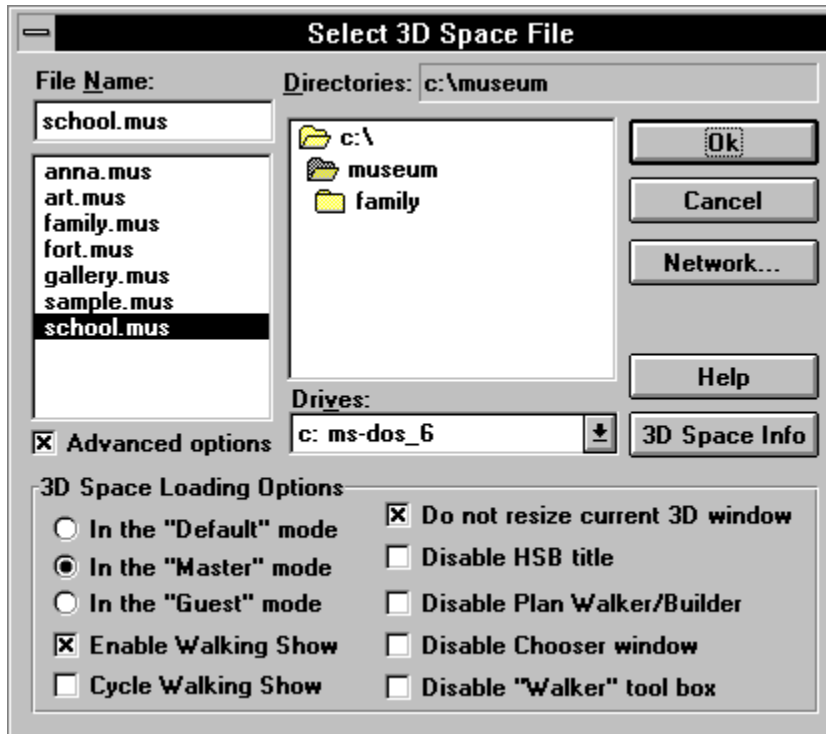 Select 3D Space File
File Name:
Directories: c:\museum
school.mus
c:\
museum
family
anna.mus
art.mus
family.mus
fort.mus
gallery.mus
sample.mus
school.mus
Ok
Cancel
Network...
Help
3D Space Info
Drives:
c: ms-dos_6
Advanced options
3D Space Loading Options
In the "Default" mode
In the "Master" mode
In the "Guest" mode
Enable Walking Show
Cycle Walking Show
Do not resize current 3D window
Disable HSB title
Disable Plan Walker/Builder
Disable Chooser window
Disable "Walker" tool box